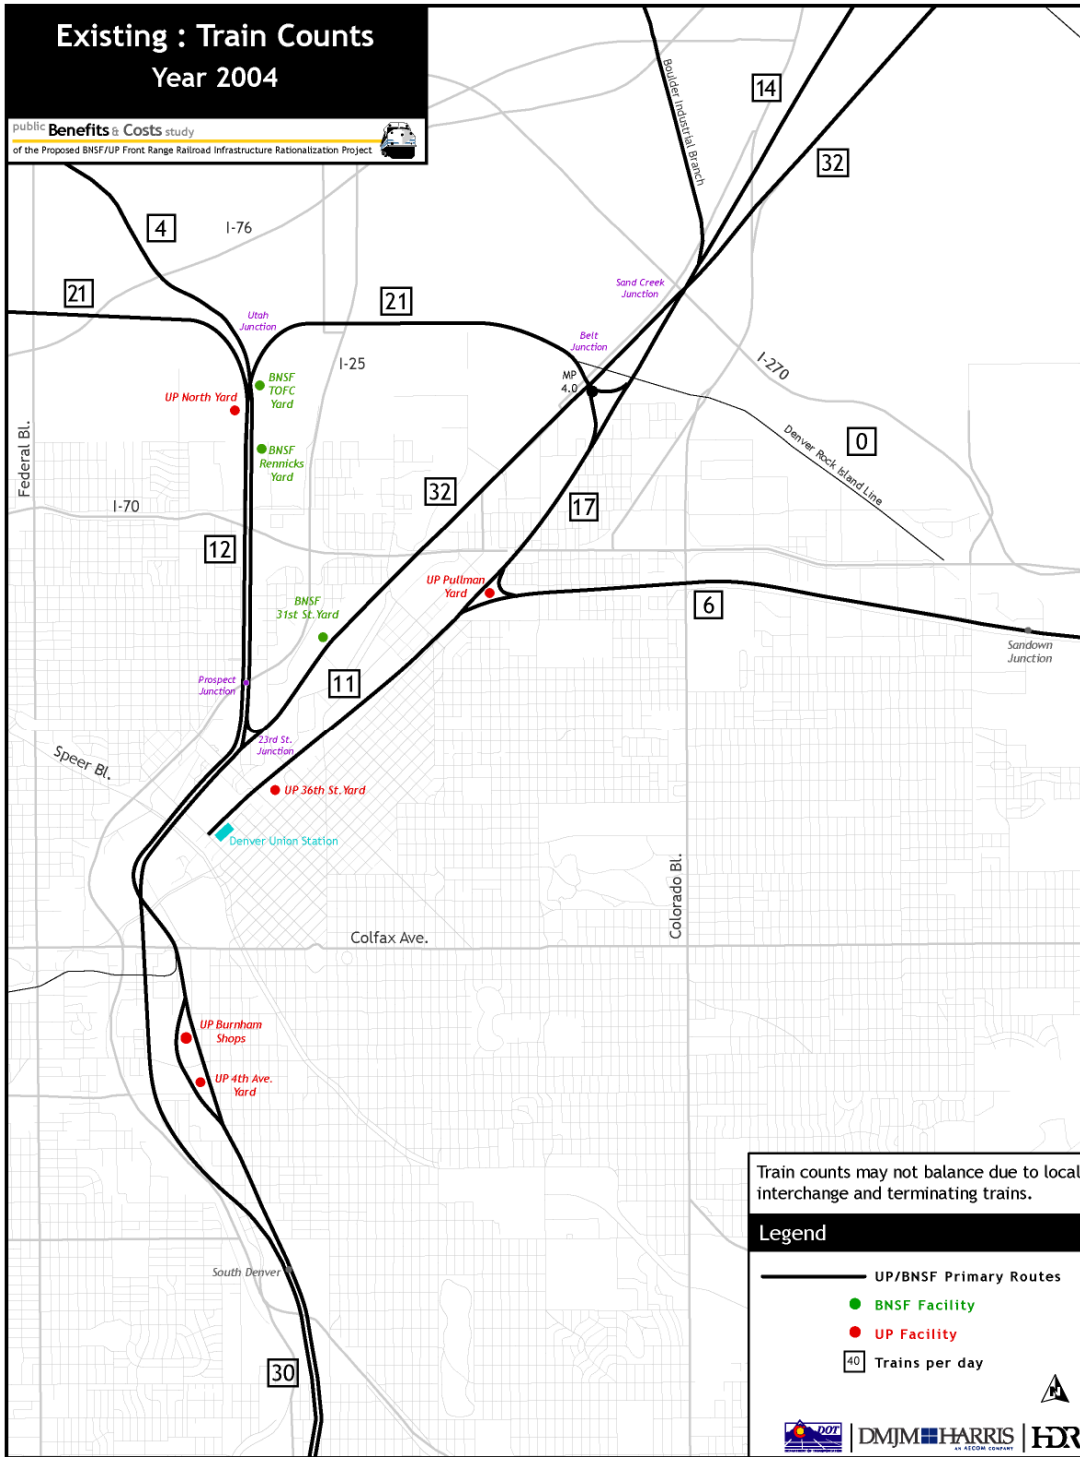 Existing : Train Counts
Year 2004
public Benefits & Costs study
of the Proposed BNSF/UP Front Range Railroad Infrastructure Rationalization Project
Boulder Industrial Branch
14
32
4
I-76
21
21
Utah
Junction
Sand Creek
Junction
Belt
Junction
I-25
MP
4.0
I-270
BNSF
TOFC
Yard
UP North Yard
BNSF
Rennicks
Yard
Federal Bl.
0
Denver Rock Island Line
32
17
I-70
12
UP Pullman
Yard
BNSF
31st St.Yard
6
Sandown
Junction
Prospect
Junction
11
23rd St.
Junction
Speer Bl.
UP 36th St.Yard
Denver Union Station
Colorado Bl.
Colfax Ave.
UP Burnham
Shops
UP 4th Ave.
Yard
South Denver
30
Train counts may not balance due to local
interchange and terminating trains.
Legend
UP/BNSF Primary Routes
BNSF Facility
UP Facility
40 Trains per day
N
DOT
DMJM HARRIS
AN AECOM COMPANY
HDR